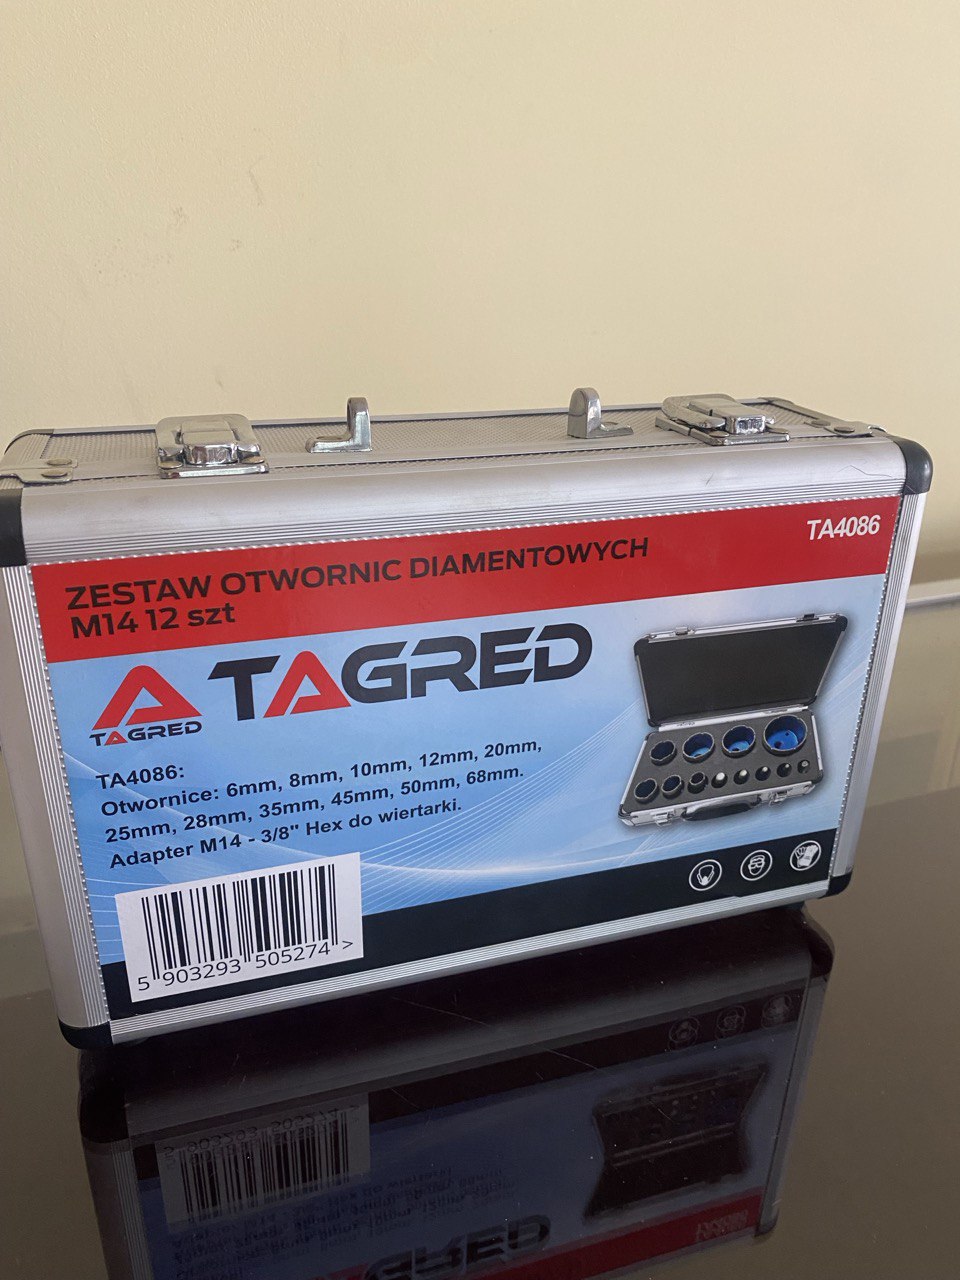 TA4086
ZESTAW OTWORNIC DIAMENTOWYCH
M14 12 szt
TAGRED
TAGRED
TA4086:
Otwornice: 6mm, 8mm, 10mm, 12mm, 20mm,
25mm, 28mm, 35mm, 45mm, 50mm, 68mm.
Adapter M14 - 3/8" Hex do wiertarki.
5 903293 505274 >